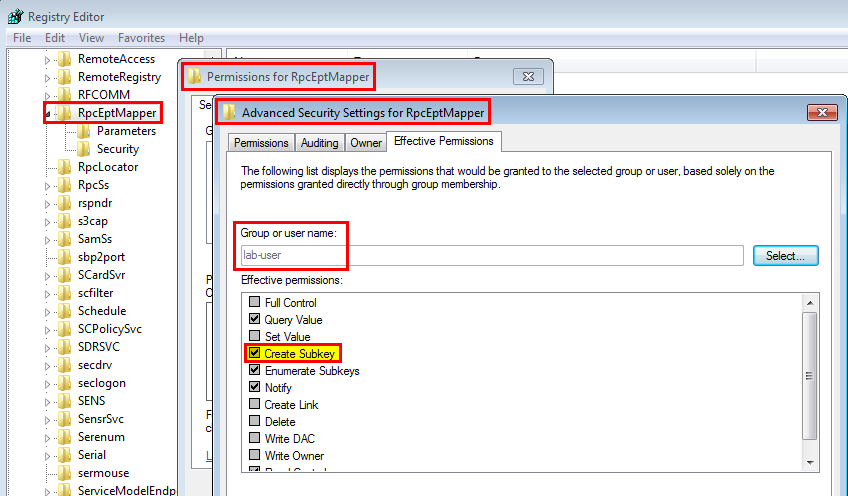 Registry Editor
File Edit View Favorites Help
RemoteAccess
RemoteRegistry
RFCOMM
RpcEptMapper
Parameters
Security
RpcLocator
RpcSs
rspndr
s3cap
SamSs
sbp2port
SCardSvr
scfilter
Schedule
SCPolicySvc
SDRSVC
secdrv
seclogon
SENS
SensrSvc
Serenum
Serial
sermouse
ServiceModelEndp
Permissions for RpcEptMapper
Advanced Security Settings for RpcEptMapper
Permissions Auditing Owner Effective Permissions
The following list displays the permissions that would be granted to the selected group or user, based solely on the
permissions granted directly through group membership.
Group or user name:
lab-user
Select...
Effective permissions:
Full Control
Query Value
Set Value
Create Subkey
Enumerate Subkeys
Notify
Create Link
Delete
Write DAC
Write Owner